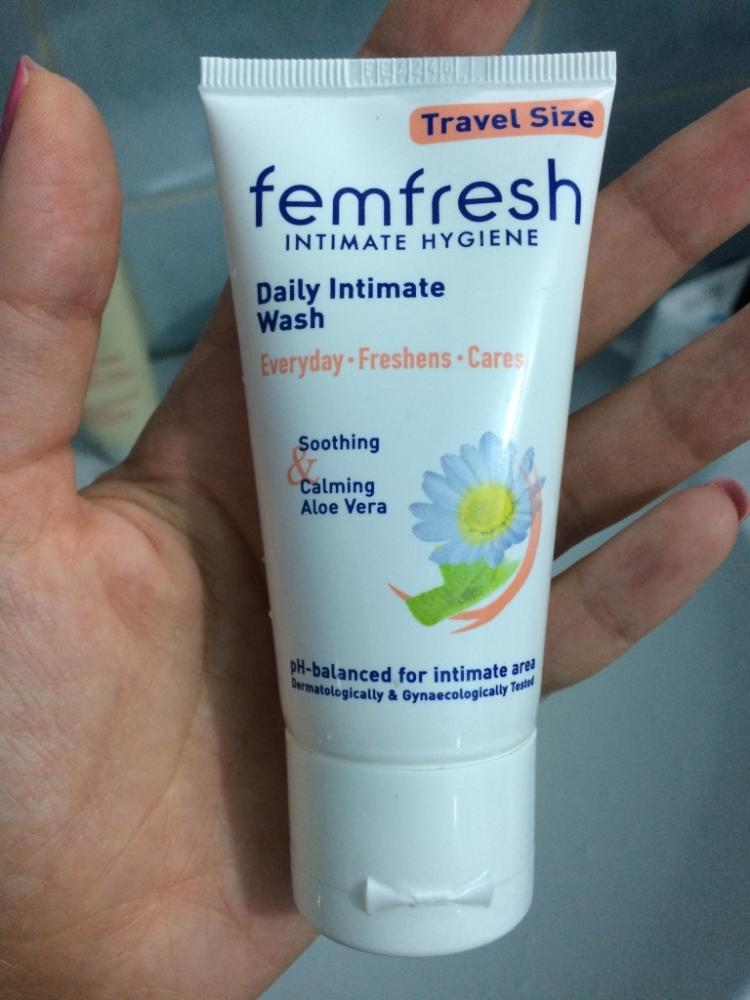 Travel Size
femfresh
INTIMATE HYGIENE
Daily Intimate
Wash
Everyday · Freshens · Cares
Soothing
&
Calming
Aloe Vera
pH-balanced for intimate area
Dermatologically & Gynaecologically Tested